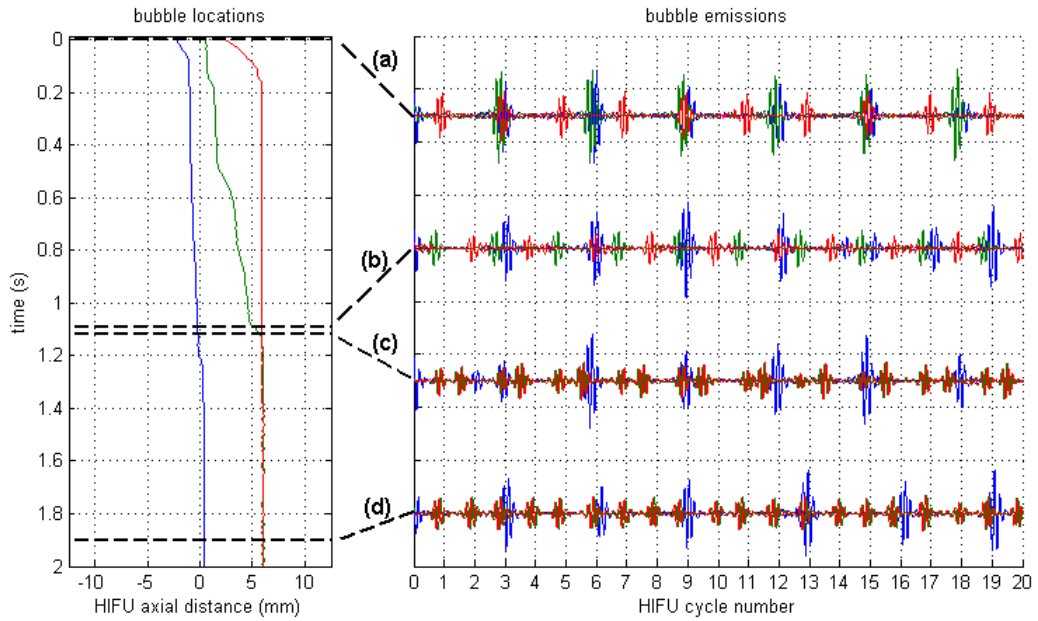 bubble locations
bubble emissions
0
0.2
0.4
0.6
0.8
1
1.2
1.4
1.6
1.8
2
time (s)
-10 -5 0 5 10
HIFU axial distance (mm)
(a)
(b)
(c)
(d)
0 1 2 3 4 5 6 7 8 9 10 11 12 13 14 15 16 17 18 19 20
HIFU cycle number